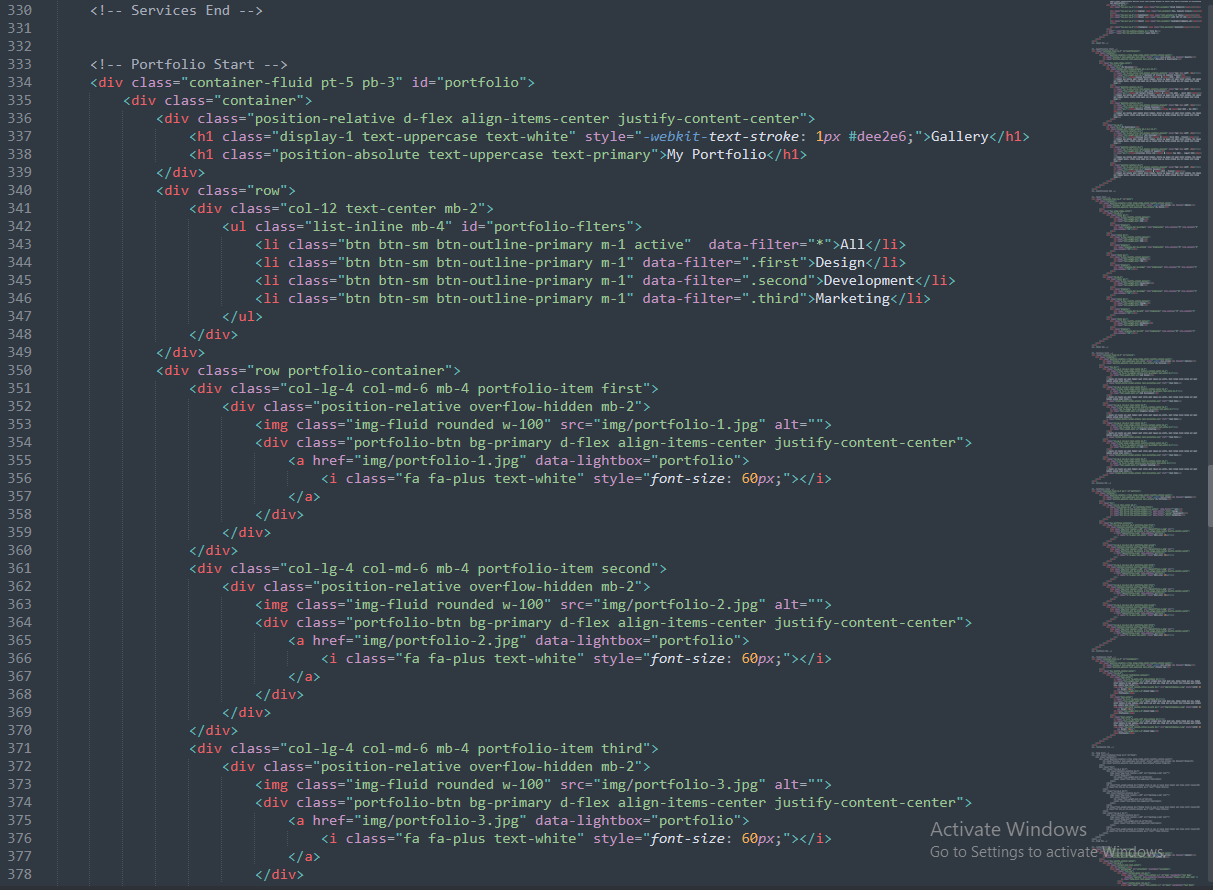 330 <!-- Services End -->
331
332
333 <!-- Portfolio Start -->
334 <div class="container-fluid pt-5 pb-3" id="portfolio">
335 <div class="container">
336 <div class="position-relative d-flex align-items-center justify-content-center">
337 <h1 class="display-1 text-uppercase text-white" style="-webkit-text-stroke: 1px #dee2e6;">Gallery</h1>
338 <h1 class="position-absolute text-uppercase text-primary">My Portfolio</h1>
339 </div>
340 <div class="row">
341 <div class="col-12 text-center mb-2">
342 <ul class="list-inline mb-4" id="portfolio-flters">
343 <li class="btn btn-sm btn-outline-primary m-1 active"  data-filter="*">All</li>
344 <li class="btn btn-sm btn-outline-primary m-1" data-filter=".first">Design</li>
345 <li class="btn btn-sm btn-outline-primary m-1" data-filter=".second">Development</li>
346 <li class="btn btn-sm btn-outline-primary m-1" data-filter=".third">Marketing</li>
347 </ul>
348 </div>
349 </div>
350 <div class="row portfolio-container">
351 <div class="col-lg-4 col-md-6 mb-4 portfolio-item first">
352 <div class="position-relative overflow-hidden mb-2">
353 <img class="img-fluid rounded w-100" src="img/portfolio-1.jpg" alt="">
354 <div class="portfolio-btn bg-primary d-flex align-items-center justify-content-center">
355 <a href="img/portfolio-1.jpg" data-lightbox="portfolio">
356 <i class="fa fa-plus text-white" style="font-size: 60px;"></i>
357 </a>
358 </div>
359 </div>
360 </div>
361 <div class="col-lg-4 col-md-6 mb-4 portfolio-item second">
362 <div class="position-relative overflow-hidden mb-2">
363 <img class="img-fluid rounded w-100" src="img/portfolio-2.jpg" alt="">
364 <div class="portfolio-btn bg-primary d-flex align-items-center justify-content-center">
365 <a href="img/portfolio-2.jpg" data-lightbox="portfolio">
366 <i class="fa fa-plus text-white" style="font-size: 60px;"></i>
367 </a>
368 </div>
369 </div>
370 </div>
371 <div class="col-lg-4 col-md-6 mb-4 portfolio-item third">
372 <div class="position-relative overflow-hidden mb-2">
373 <img class="img-fluid rounded w-100" src="img/portfolio-3.jpg" alt="">
374 <div class="portfolio-btn bg-primary d-flex align-items-center justify-content-center">
375 <a href="img/portfolio-3.jpg" data-lightbox="portfolio">
376 <i class="fa fa-plus text-white" style="font-size: 60px;"></i>
377 </a>
378 </div>
Activate Windows
Go to Settings to activate Windows.